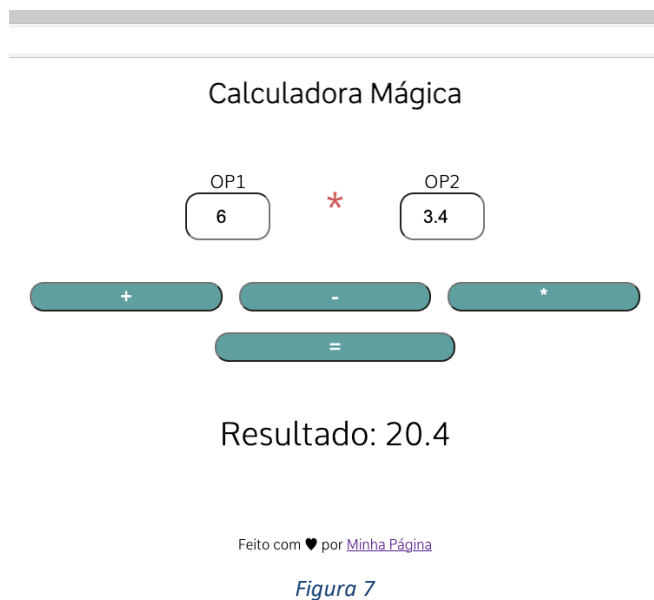 Calculadora Mágica
OP1 OP2
6 * 3.4
+ - *
=
Resultado: 20.4
Feito com ♥ por Minha Página
Figura 7